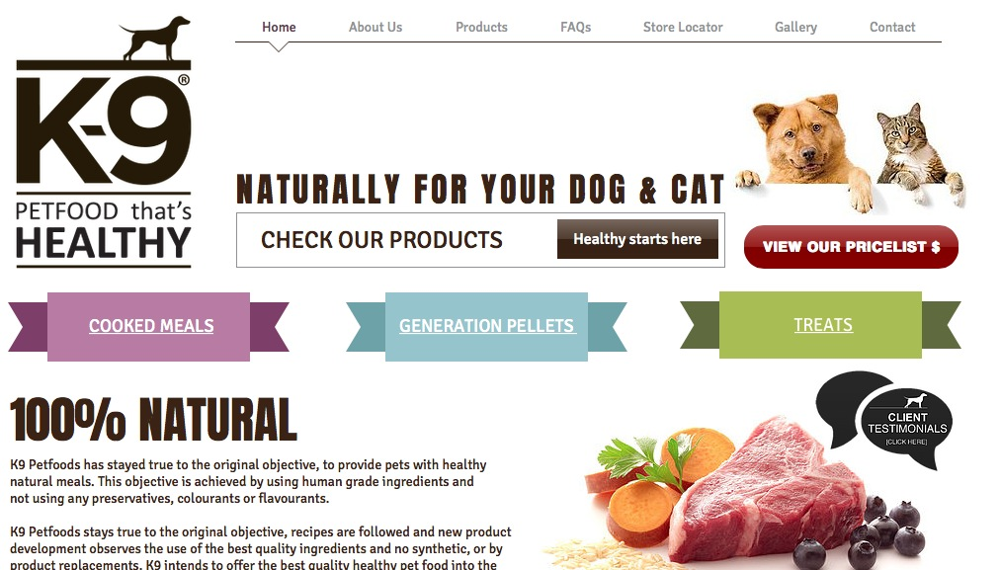 Home About Us Products FAQs Store Locator Gallery Contact
K-9®
PETFOOD that's
HEALTHY
NATURALLY FOR YOUR DOG & CAT
CHECK OUR PRODUCTS Healthy starts here
VIEW OUR PRICELIST $
COOKED MEALS GENERATION PELLETS TREATS
100% NATURAL
K9 Petfoods has stayed true to the original objective, to provide pets with healthy
natural meals. This objective is achieved by using human grade ingredients and
not using any preservatives, colourants or flavourants.
K9 Petfoods stays true to the original objective, recipes are followed and new product
development observes the use of the best quality ingredients and no synthetic, or by
product replacements. K9 intends to offer the best quality healthy pet food into the
CLIENT
TESTIMONIALS
[CLICK HERE]